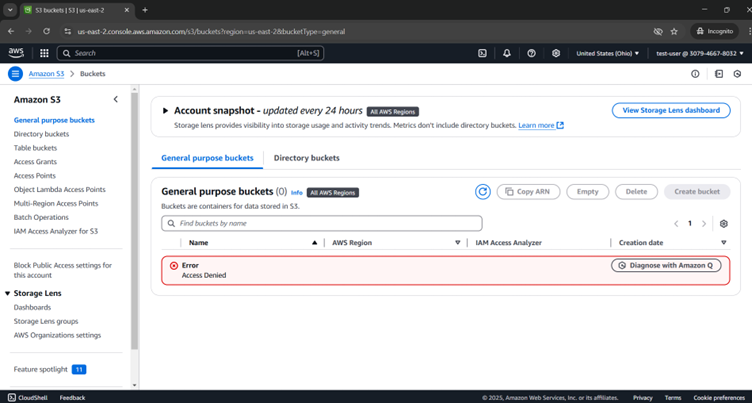 S3 buckets | S3 | us-east-2
us-east-2.console.aws.amazon.com/s3/buckets?region=us-east-2&bucketType=general
Incognito
aws
Search
[Alt+S]
United States (Ohio)
test-user @ 3079-4667-8032
Amazon S3 > Buckets
Amazon S3
General purpose buckets
Directory buckets
Table buckets
Access Grants
Access Points
Object Lambda Access Points
Multi-Region Access Points
Batch Operations
IAM Access Analyzer for S3
Block Public Access settings for
this account
Storage Lens
Dashboards
Storage Lens groups
AWS Organizations settings
Feature spotlight 11
Account snapshot - updated every 24 hours All AWS Regions
View Storage Lens dashboard
Storage lens provides visibility into storage usage and activity trends. Metrics don't include directory buckets. Learn more
General purpose buckets Directory buckets
General purpose buckets (0) Info All AWS Regions
Copy ARN Empty Delete Create bucket
Buckets are containers for data stored in S3.
Find buckets by name
1
Name AWS Region IAM Access Analyzer Creation date
Error
Access Denied
Diagnose with Amazon Q
CloudShell Feedback
© 2025, Amazon Web Services, Inc. or its affiliates. Privacy Terms Cookie preferences